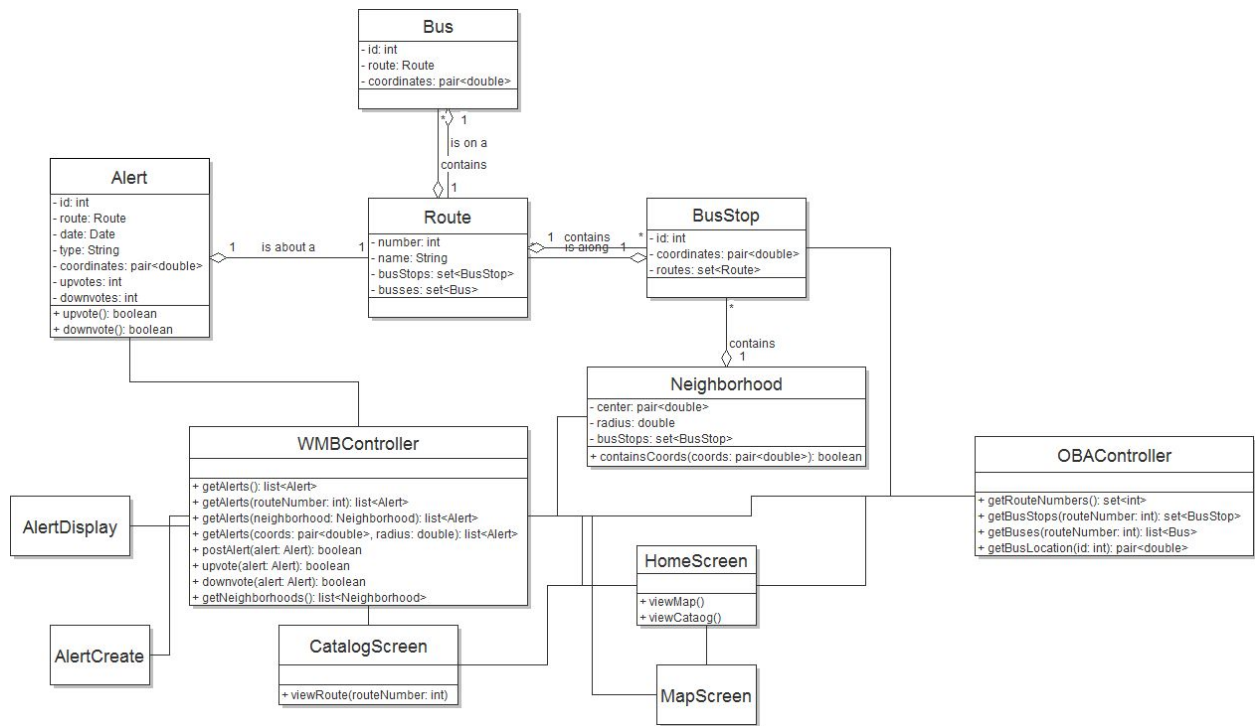 Bus
- id: int
- route: Route
- coordinates: pair<double>
* 1
is on a
contains
1 1
Alert
- id: int
- route: Route
- date: Date
- type: String
- coordinates: pair<double>
- upvotes: int
- downvotes: int
+ upvote(): boolean
+ downvote(): boolean
1 is about a 1
Route
- number: int
- name: String
- busStops: set<BusStop>
- busses: set<Bus>
1 contains *
* is along 1
BusStop
- id: int
- coordinates: pair<double>
- routes: set<Route>
*
contains
1
Neighborhood
- center: pair<double>
- radius: double
- busStops: set<BusStop>
+ containsCoords(coords: pair<double>): boolean
WMBController
+ getAlerts(): list<Alert>
+ getAlerts(routeNumber: int): list<Alert>
+ getAlerts(neighborhood: Neighborhood): list<Alert>
+ getAlerts(coords: pair<double>, radius: double): list<Alert>
+ postAlert(alert: Alert): boolean
+ upvote(alert: Alert): boolean
+ downvote(alert: Alert): boolean
+ getNeighborhoods(): list<Neighborhood>
OBAController
+ getRouteNumbers(): set<int>
+ getBusStops(routeNumber: int): set<BusStop>
+ getBuses(routeNumber: int): list<Bus>
+ getBusLocation(id: int): pair<double>
AlertDisplay
AlertCreate
HomeScreen
+ viewMap()
+ viewCataog()
CatalogScreen
+ viewRoute(routeNumber: int)
MapScreen